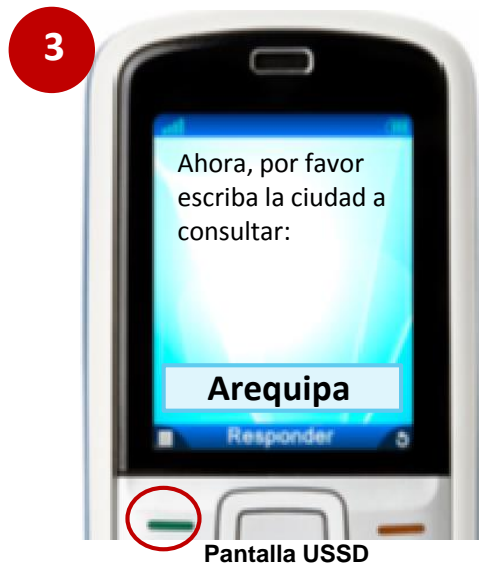 3
Ahora, por favor
escriba la ciudad a
consultar:
Arequipa
Responder
Pantalla USSD